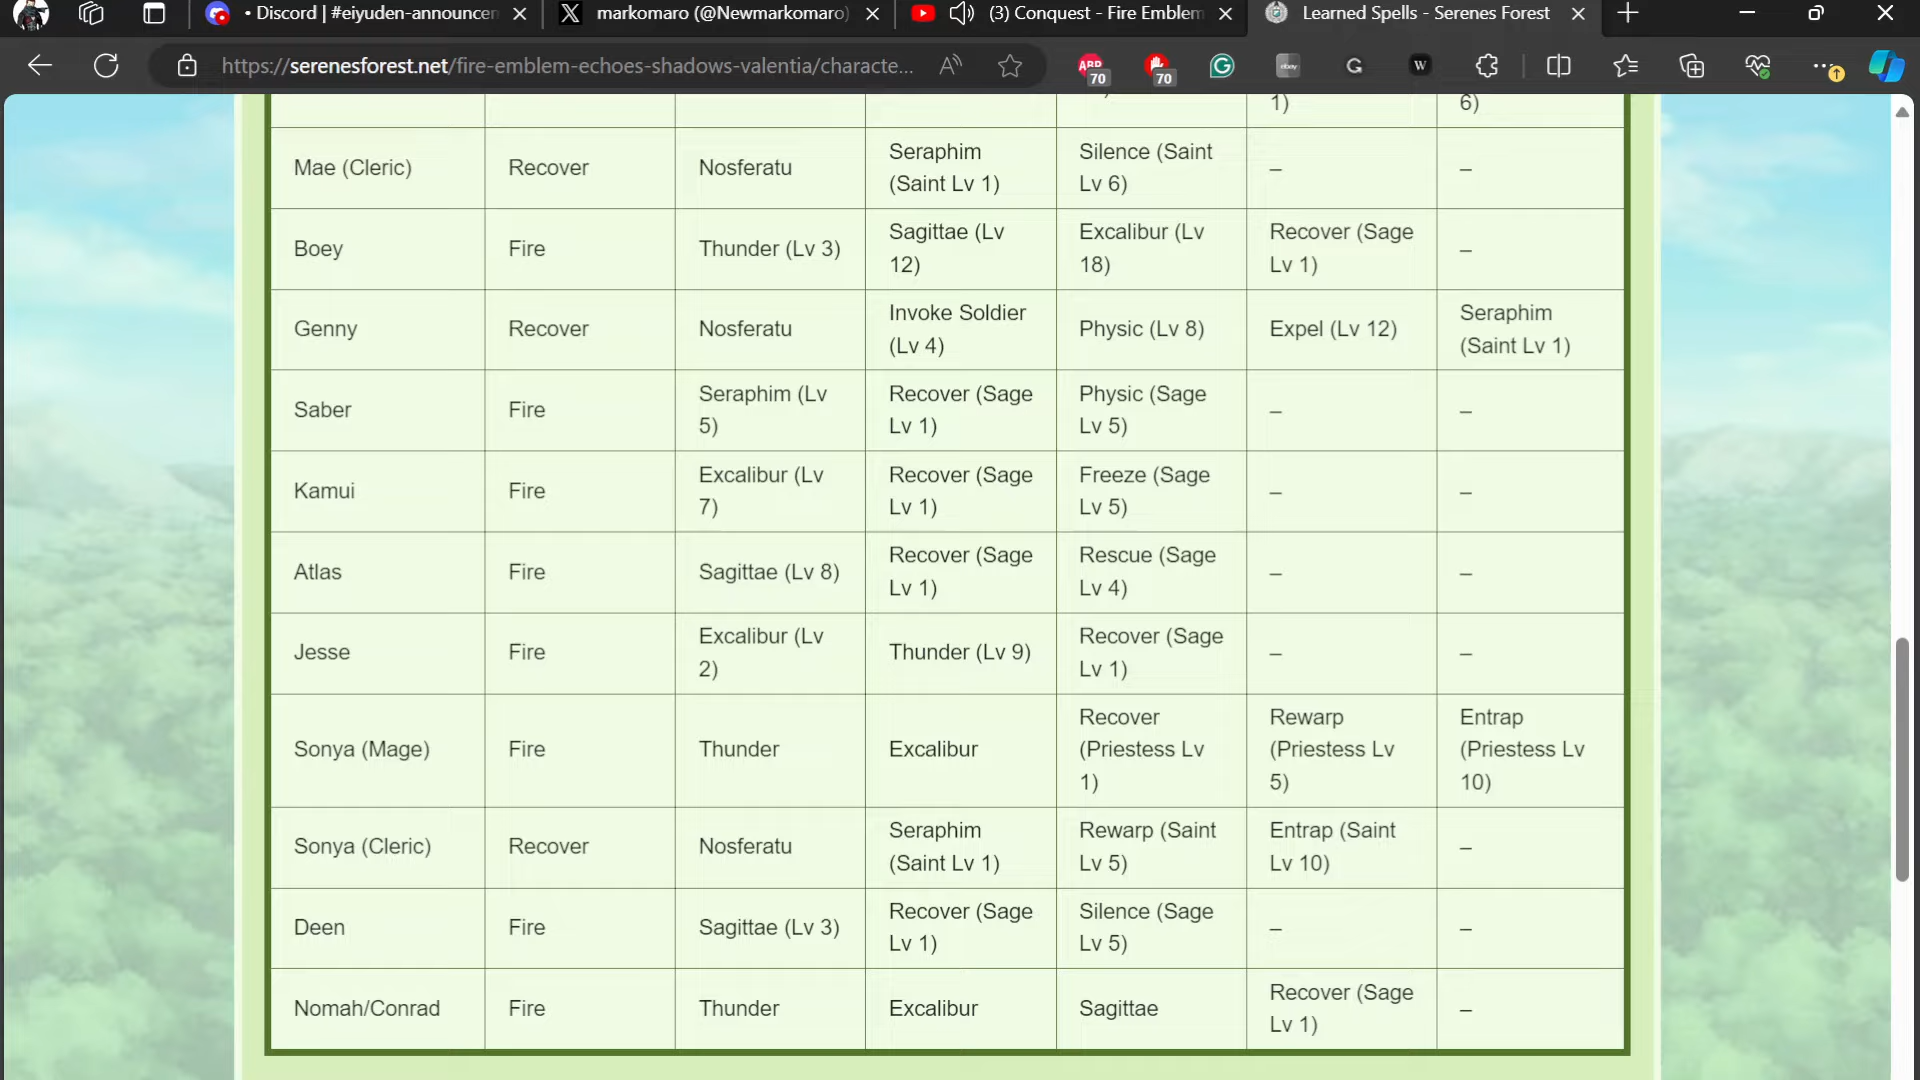 • Discord | #eiyuden-announcen
markomaro (@Newmarkomaro)
(3) Conquest - Fire Emblem
Learned Spells - Serenes Forest
https://serenesforest.net/fire-emblem-echoes-shadows-valentia/characte...
ABP
70
70
ebay
G
W
1)
6)
Mae (Cleric)
Recover
Nosferatu
Seraphim
(Saint Lv 1)
Silence (Saint
Lv 6)
–
–
Boey
Fire
Thunder (Lv 3)
Sagittae (Lv
12)
Excalibur (Lv
18)
Recover (Sage
Lv 1)
–
Genny
Recover
Nosferatu
Invoke Soldier
(Lv 4)
Physic (Lv 8)
Expel (Lv 12)
Seraphim
(Saint Lv 1)
Saber
Fire
Seraphim (Lv
5)
Recover (Sage
Lv 1)
Physic (Sage
Lv 5)
–
–
Kamui
Fire
Excalibur (Lv
7)
Recover (Sage
Lv 1)
Freeze (Sage
Lv 5)
–
–
Atlas
Fire
Sagittae (Lv 8)
Recover (Sage
Lv 1)
Rescue (Sage
Lv 4)
–
–
Jesse
Fire
Excalibur (Lv
2)
Thunder (Lv 9)
Recover (Sage
Lv 1)
–
–
Sonya (Mage)
Fire
Thunder
Excalibur
Recover
(Priestess Lv
1)
Rewarp
(Priestess Lv
5)
Entrap
(Priestess Lv
10)
Sonya (Cleric)
Recover
Nosferatu
Seraphim
(Saint Lv 1)
Rewarp (Saint
Lv 5)
Entrap (Saint
Lv 10)
–
Deen
Fire
Sagittae (Lv 3)
Recover (Sage
Lv 1)
Silence (Sage
Lv 5)
–
–
Nomah/Conrad
Fire
Thunder
Excalibur
Sagittae
Recover (Sage
Lv 1)
–